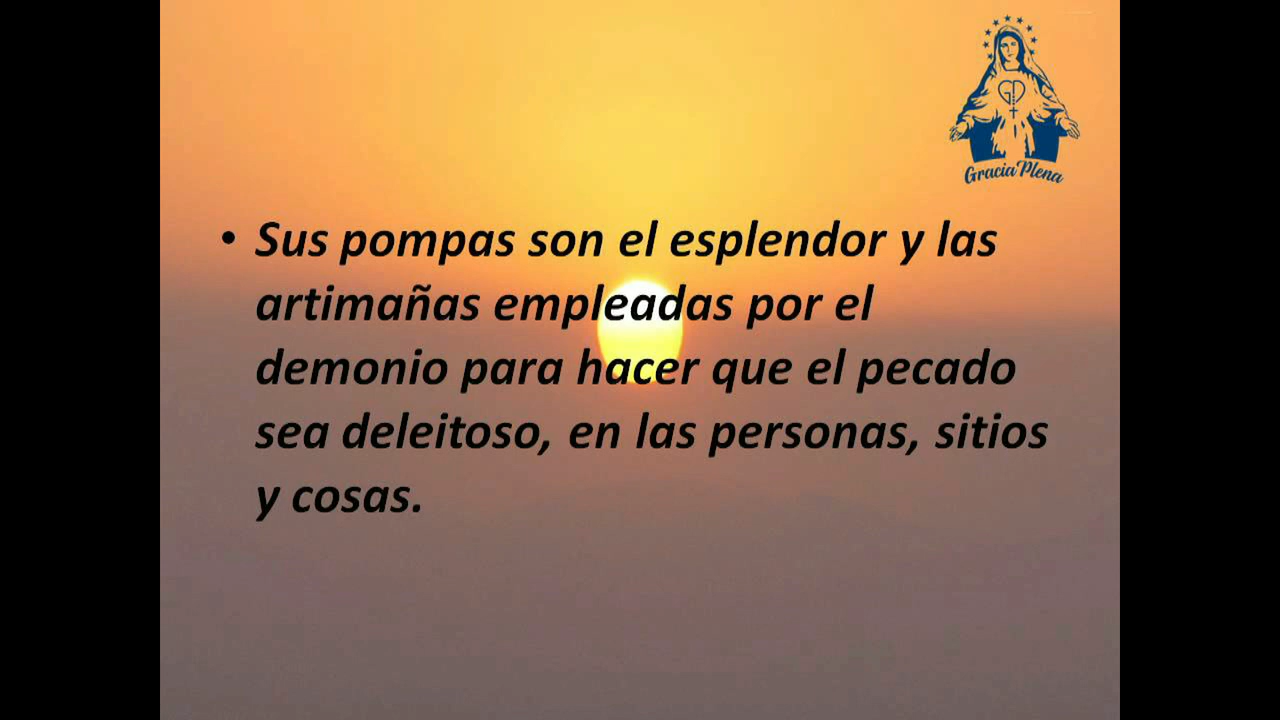 Gracia Plena
• Sus pompas son el esplendor y las
artimañas empleadas por el
demonio para hacer que el pecado
sea deleitoso, en las personas, sitios
y cosas.